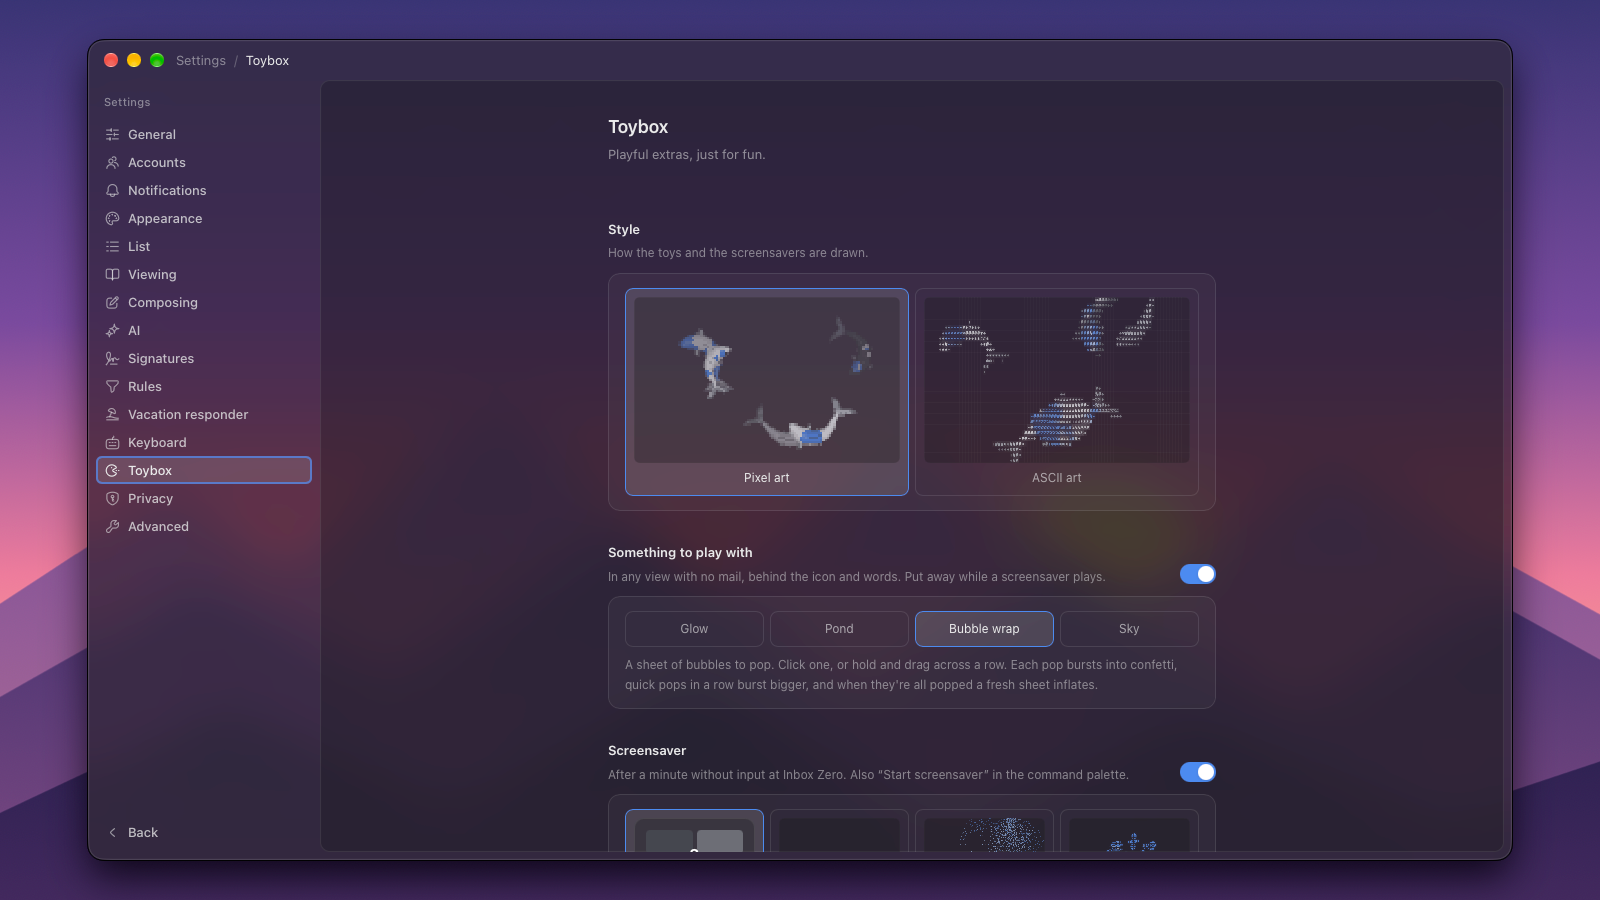 Settings / Toybox
Settings
General
Accounts
Notifications
Appearance
List
Viewing
Composing
AI
Signatures
Rules
Vacation responder
Keyboard
Toybox
Privacy
Advanced
Back
Toybox
Playful extras, just for fun.
Style
How the toys and the screensavers are drawn.
Pixel art
ASCII art
Something to play with
In any view with no mail, behind the icon and words. Put away while a screensaver plays.
Glow
Pond
Bubble wrap
Sky
A sheet of bubbles to pop. Click one, or hold and drag across a row. Each pop bursts into confetti,
quick pops in a row burst bigger, and when they're all popped a fresh sheet inflates.
Screensaver
After a minute without input at Inbox Zero. Also “Start screensaver” in the command palette.